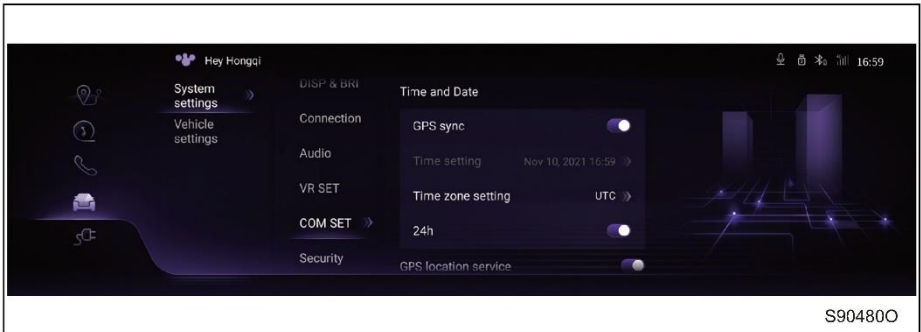 Hey Hongqi
16:59
System
settings
Vehicle
settings
DISP & BRI
Connection
Audio
VR SET
COM SET
Security
Time and Date
GPS sync
Time setting Nov 10, 2021 16:59
Time zone setting UTC
24h
GPS location service
S90480O